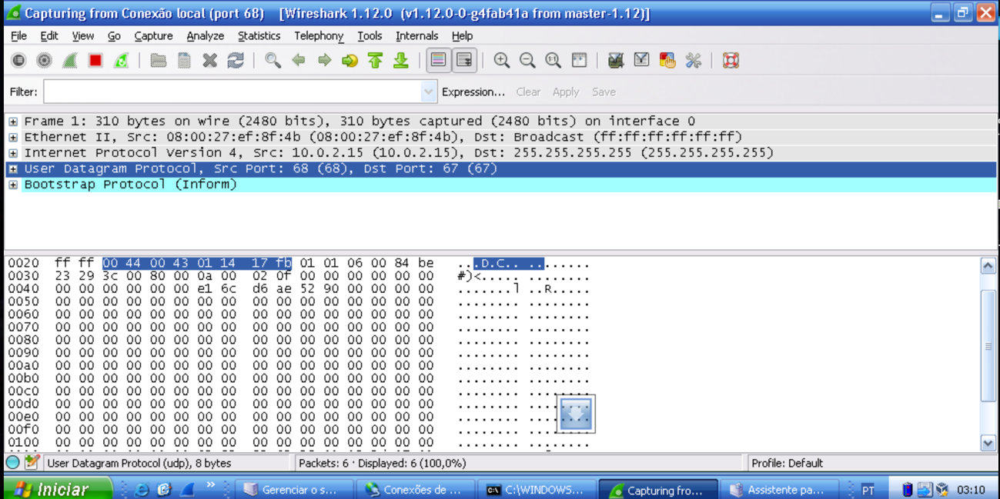 Capturing from Conexão local (port 68) [Wireshark 1.12.0 (v1.12.0-0-g4fab41a from master-1.12)]
File Edit View Go Capture Analyze Statistics Telephony Tools Internals Help
Filter: Expression... Clear Apply Save
Frame 1: 310 bytes on wire (2480 bits), 310 bytes captured (2480 bits) on interface 0
Ethernet II, Src: 08:00:27:ef:8f:4b (08:00:27:ef:8f:4b), Dst: Broadcast (ff:ff:ff:ff:ff:ff)
Internet Protocol Version 4, Src: 10.0.2.15 (10.0.2.15), Dst: 255.255.255.255 (255.255.255.255)
User Datagram Protocol, Src Port: 68 (68), Dst Port: 67 (67)
Bootstrap Protocol (Inform)
0020 ff ff 00 44 00 43 01 14 17 fb 01 01 06 00 84 be ...D.C.. ........
0030 23 29 3c 00 80 00 0a 00 02 0f 00 00 00 00 00 00 #)<..... ........
0040 00 00 00 00 00 00 e1 6c d6 ae 52 90 00 00 00 00 .......l ..R.....
0050 00 00 00 00 00 00 00 00 00 00 00 00 00 00 00 00 ........ ........
0060 00 00 00 00 00 00 00 00 00 00 00 00 00 00 00 00 ........ ........
0070 00 00 00 00 00 00 00 00 00 00 00 00 00 00 00 00 ........ ........
0080 00 00 00 00 00 00 00 00 00 00 00 00 00 00 00 00 ........ ........
0090 00 00 00 00 00 00 00 00 00 00 00 00 00 00 00 00 ........ ........
00a0 00 00 00 00 00 00 00 00 00 00 00 00 00 00 00 00 ........ ........
00b0 00 00 00 00 00 00 00 00 00 00 00 00 00 00 00 00 ........ ........
00c0 00 00 00 00 00 00 00 00 00 00 00 00 00 00 00 00 ........ ........
00d0 00 00 00 00 00 00 00 00 00 00 00 00 00 00 00 00 ........ ........
00e0 00 00 00 00 00 00 00 00 00 00 00 00 00 00 00 00 ........ ........
00f0 00 00 00 00 00 00 00 00 00 00 00 00 00 00 00 00 ........ ........
0100 00 00 00 00 00 00 00 00 00 00 00 00 00 00 00 00 ........ ........
User Datagram Protocol (udp), 8 bytes Packets: 6 · Displayed: 6 (100,0%) Profile: Default
Iniciar » Gerenciar o s... Conexões de ... C:\WINDOWS... Capturing fro... Assistente pa... PT 03:10